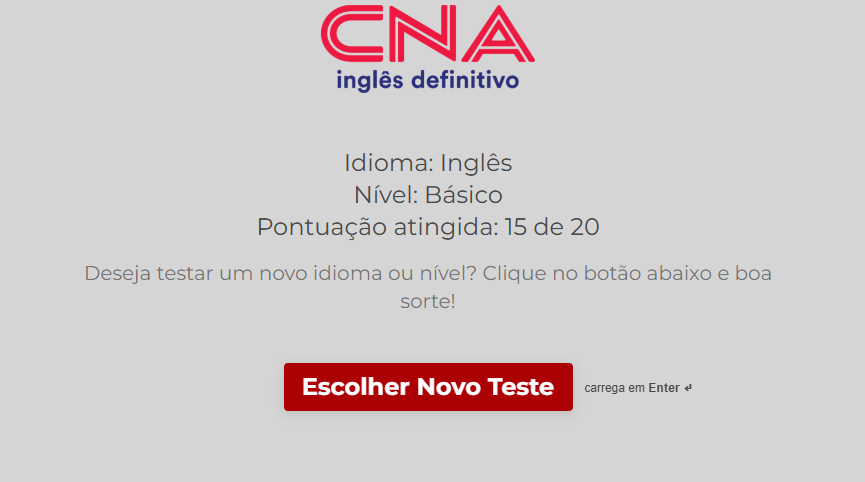 CNA
inglês definitivo
Idioma: Inglês
Nível: Básico
Pontuação atingida: 15 de 20
Deseja testar um novo idioma ou nível? Clique no botão abaixo e boa
sorte!
Escolher Novo Teste carrega em Enter ↵